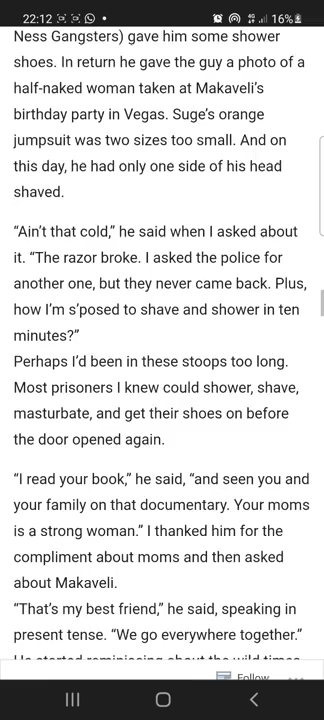 22:12
16%
Ness Gangsters) gave him some shower
shoes. In return he gave the guy a photo of a
half-naked woman taken at Makaveli's
birthday party in Vegas. Suge's orange
jumpsuit was two sizes too small. And on
this day, he had only one side of his head
shaved.
“Ain't that cold,” he said when I asked about
it. “The razor broke. I asked the police for
another one, but they never came back. Plus,
how I'm s'posed to shave and shower in ten
minutes?”
Perhaps I'd been in these stoops too long.
Most prisoners I knew could shower, shave,
masturbate, and get their shoes on before
the door opened again.
“I read your book,” he said, “and seen you and
your family on that documentary. Your moms
is a strong woman.” I thanked him for the
compliment about moms and then asked
about Makaveli.
“That's my best friend,” he said, speaking in
present tense. “We go everywhere together.”
He started reminiscing about the wild times
Follow